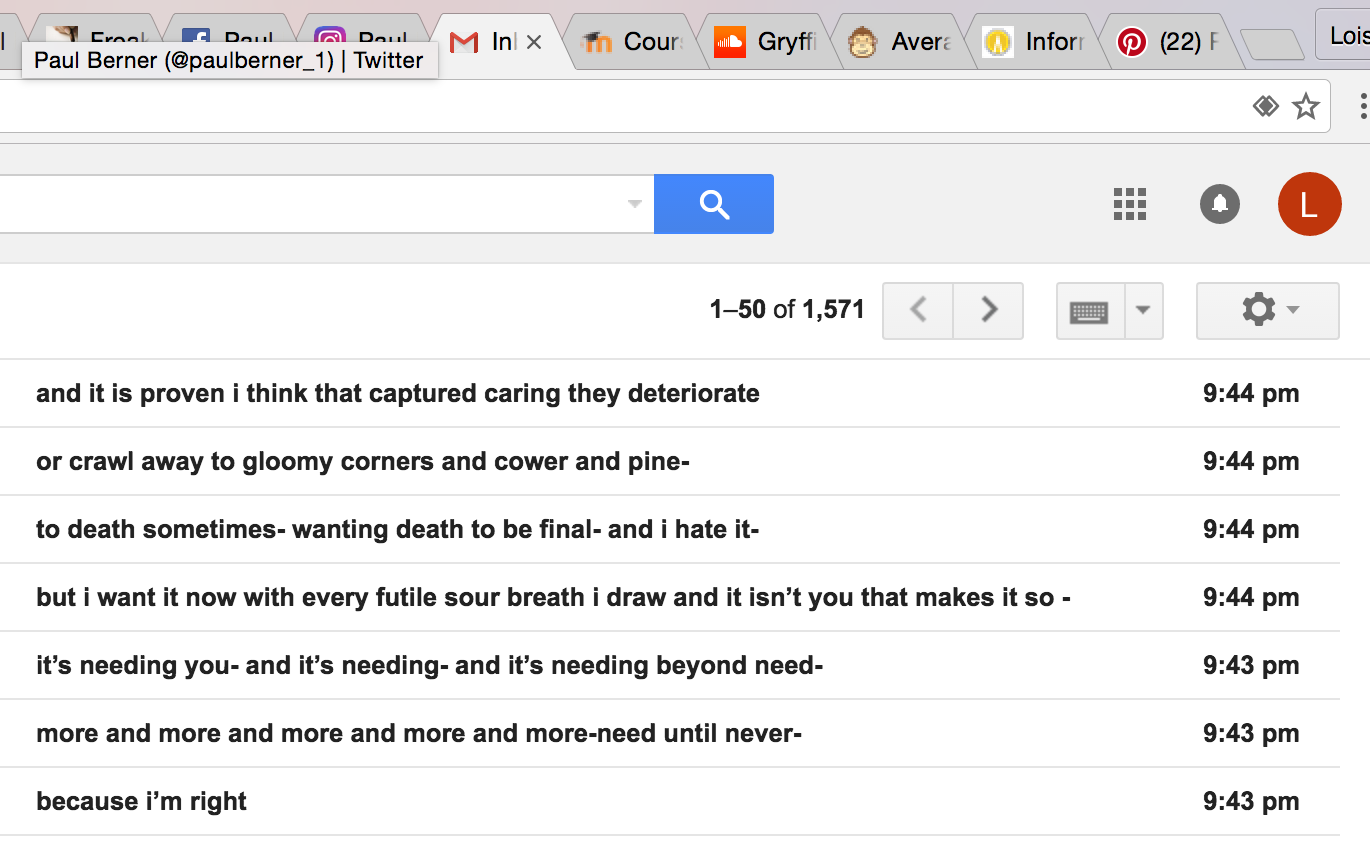 Inl
Cour
Gryffi
Avera
Inforr
(22)
Lois
Paul Berner (@paulberner_1) | Twitter
L
1–50 of 1,571
and it is proven i think that captured caring they deteriorate 9:44 pm
or crawl away to gloomy corners and cower and pine- 9:44 pm
to death sometimes- wanting death to be final- and i hate it- 9:44 pm
but i want it now with every futile sour breath i draw and it isn’t you that makes it so - 9:44 pm
it’s needing you- and it’s needing- and it’s needing beyond need- 9:43 pm
more and more and more and more and more-need until never- 9:43 pm
because i’m right 9:43 pm